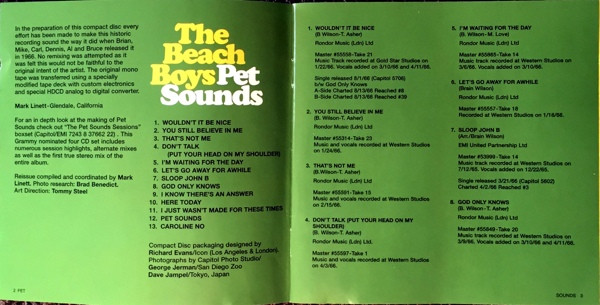 In the preparation of this compact disc every
effort has been made to make this historic
recording sound the way it did when Brian,
Mike, Carl, Dennis, Al and Bruce released it
in 1966. No remixing was attempted as it
was felt this would not be faithful to the
original intent of the artist. The original mono
tape was transferred using a specially
modified tape deck with custom electronics
and special HDCD analog to digital converter.
Mark Linett-Glendale, California
For an in depth look at the making of Pet
Sounds check out "The Pet Sounds Sessions"
boxset (Capitol/EMI 7243 8 37662 22) . This
Grammy nominated four CD set includes
numerous session highlights, alternate mixes
as well as the first true stereo mix of the
entire album.
Reissue compiled and coordinated by Mark
Linett. Photo research: Brad Benedict.
Art Direction: Tommy Steel
2 PET
The
Beach
Boys Pet
Sounds
1. WOULDN'T IT BE NICE
2. YOU STILL BELIEVE IN ME
3. THAT'S NOT ME
4. DON'T TALK
(PUT YOUR HEAD ON MY SHOULDER)
5. I'M WAITING FOR THE DAY
6. LET'S GO AWAY FOR AWHILE
7. SLOOP JOHN B
8. GOD ONLY KNOWS
9. I KNOW THERE'S AN ANSWER
10. HERE TODAY
11. I JUST WASN'T MADE FOR THESE TIMES
12. PET SOUNDS
13. CAROLINE NO
Compact Disc packaging designed by
Richard Evans/Icon (Los Angeles & London).
Photographs by Capitol Photo Studio/
George Jerman/San Diego Zoo
Dave Jampel/Tokyo, Japan
1. WOULDN'T IT BE NICE
(B Wilson-T. Asher)
Rondor Music (Ldn) Ltd
Master #55558-Take 21
Music Track recorded at Gold Star Studios on
1/22/66. Vocals added on 3/10/66 and 4/11/66.
Single released 8/1/66 (Capitol 5706)
b/w God Only Knows
A-Side Charted 8/13/66 Reached #8
B-Side Charted 8/13/66 Reached #39
2. YOU STILL BELIEVE IN ME
(B. Wilson-T. Asher)
Rondor Music (Ldn) Ltd
Master #55314-Take 23
Music and vocals recorded at Western Studios
on 1/24/66.
3. THAT'S NOT ME
(B. Wilson-T. Asher)
Rondor Music (Ldn) Ltd
Master #55391-Take 15
Music and vocals recorded at Western Studios
on 2/15/66.
4. DON'T TALK (PUT YOUR HEAD ON MY
SHOULDER)
(B. Wilson-T. Asher)
Rondor Music (Ldn) Ltd.
Master #55597-Take 1
Music and vocals recorded at Western Studios
on 4/3/66.
5. I'M WAITING FOR THE DAY
(B. Wilson- M. Love)
Rondor Music (Ldn) Ltd
Master #55865-Take 14
Music track recorded at Western Studios on
3/6/66. Vocals added on 3/10/66.
6. LET'S GO AWAY FOR AWHILE
(Brain Wilson)
Rondor Music (Ldn) Ltd
Master #55557-Take 18
Recorded at Western Studios on 1/18/66.
7. SLOOP JOHN B
(Arr./Brain Wilson)
EMI United Partnership Ltd
Master #53999-Take 14
Music track recorded at Western Studios on
7/12/65. Vocals added on 12/22/65.
Single released 3/21/66 (Capitol 5602)
Charted 4/2/66 Reached #3
8. GOD ONLY KNOWS
(B. Wilson-T. Asher)
Rondor Music (Ldn) Ltd
Master #55849-Take 20
Music track recorded at Western Studios on
3/9/66. Vocals added on 3/10/66 and 4/11/66.
SOUNDS 3